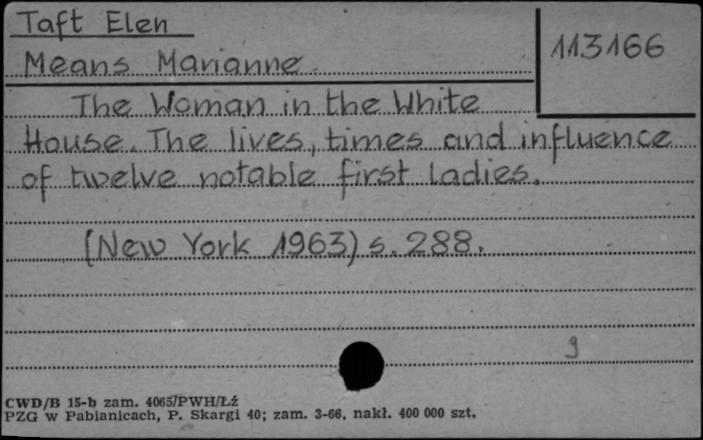 Taft Elen
113166
Means Marianne
The Woman in the White
House. The lives, times and influence
of twelve notable first ladies.
(New York 1963) s. 288.
9
CWD/B 15-b zam. 4065/PWH/Łź
PZG w Pabianicach, P. Skargi 40; zam. 3-66. nakł. 400 000 szt.